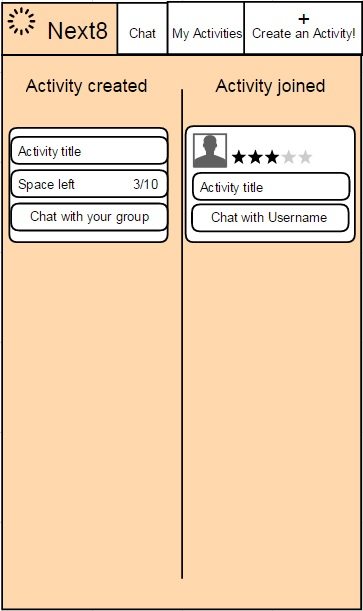 Next8
Chat
My Activities
+
Create an Activity!
Activity created
Activity title
Space left 3/10
Chat with your group
Activity joined
Activity title
Chat with Username